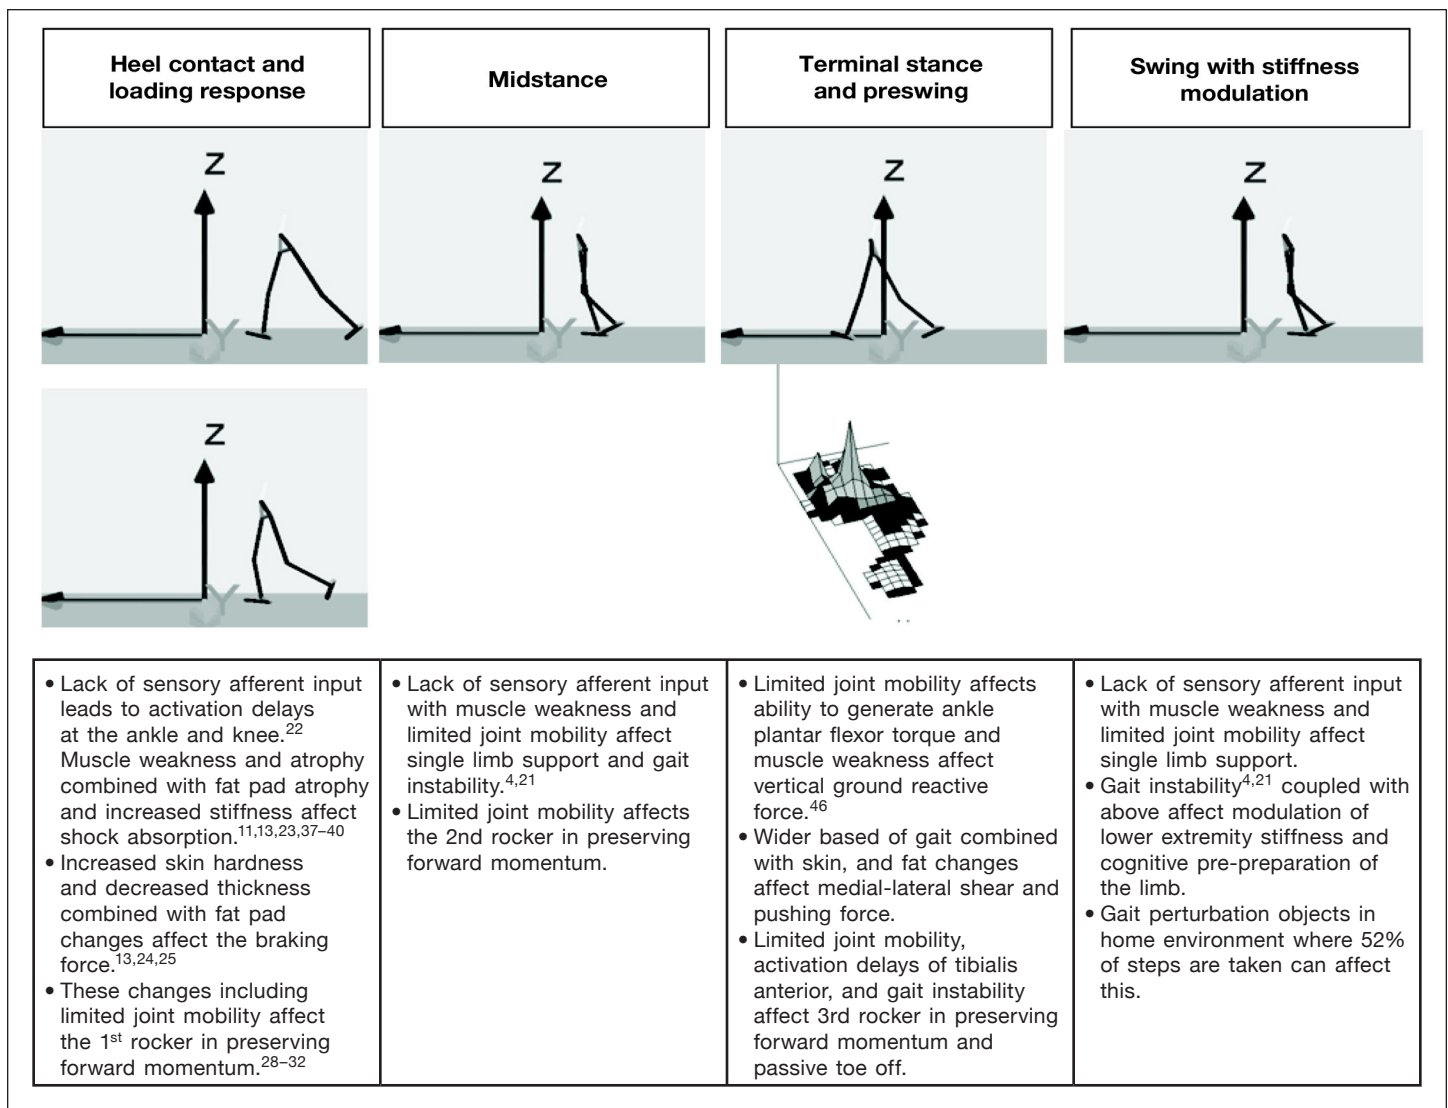 Heel contact and
loading response
Midstance
Terminal stance
and preswing
Swing with stiffness
modulation
Z
Y
Z
Y
Z
Z
Y
Z
Y
• Lack of sensory afferent input
leads to activation delays
at the ankle and knee.22
Muscle weakness and atrophy
combined with fat pad atrophy
and increased stiffness affect
shock absorption.11,13,23,37–40
• Increased skin hardness
and decreased thickness
combined with fat pad
changes affect the braking
force.13,24,25
• These changes including
limited joint mobility affect
the 1st rocker in preserving
forward momentum.28–32
• Lack of sensory afferent input
with muscle weakness and
limited joint mobility affect
single limb support and gait
instability.4,21
• Limited joint mobility affects
the 2nd rocker in preserving
forward momentum.
• Limited joint mobility affects
ability to generate ankle
plantar flexor torque and
muscle weakness affect
vertical ground reactive
force.46
• Wider based of gait combined
with skin, and fat changes
affect medial-lateral shear and
pushing force.
• Limited joint mobility,
activation delays of tibialis
anterior, and gait instability
affect 3rd rocker in preserving
forward momentum and
passive toe off.
• Lack of sensory afferent input
with muscle weakness and
limited joint mobility affect
single limb support.
• Gait instability4,21 coupled with
above affect modulation of
lower extremity stiffness and
cognitive pre-preparation of
the limb.
• Gait perturbation objects in
home environment where 52%
of steps are taken can affect
this.